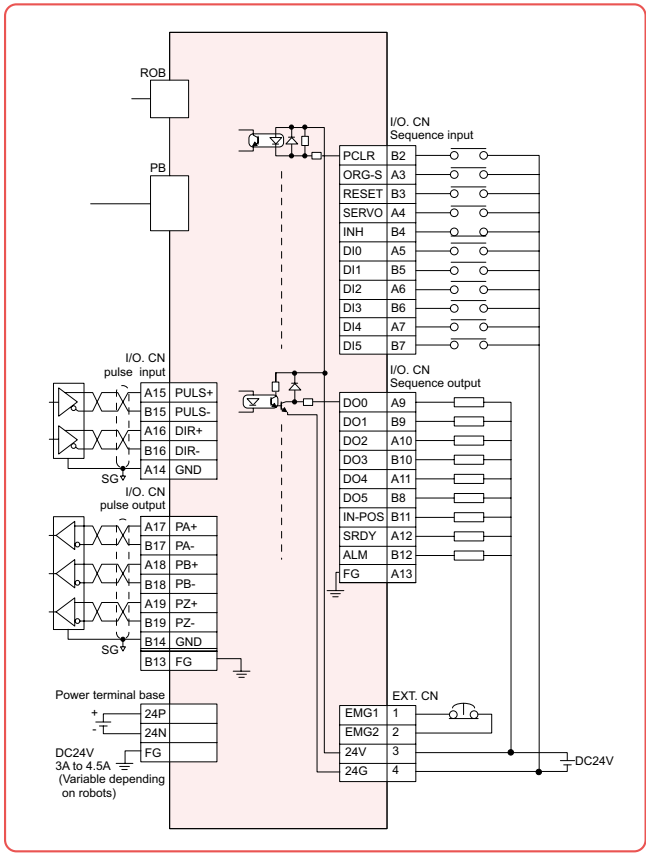 ROB
PB
I/O. CN
Sequence input
PCLR B2
ORG-S A3
RESET B3
SERVO A4
INH B4
DI0 A5
DI1 B5
DI2 A6
DI3 B6
DI4 A7
DI5 B7
I/O. CN
pulse input
A15 PULS+
B15 PULS-
A16 DIR+
B16 DIR-
A14 GND
SG
I/O. CN
Sequence output
DO0 A9
DO1 B9
DO2 A10
DO3 B10
DO4 A11
DO5 B8
IN-POS B11
SRDY A12
ALM B12
FG A13
I/O. CN
pulse output
A17 PA+
B17 PA-
A18 PB+
B18 PB-
A19 PZ+
B19 PZ-
B14 GND
SG
B13 FG
Power terminal base
+ 24P
- 24N
FG
DC24V
3A to 4.5A
(Variable depending
on robots)
EXT. CN
EMG1 1
EMG2 2
24V 3
24G 4
DC24V